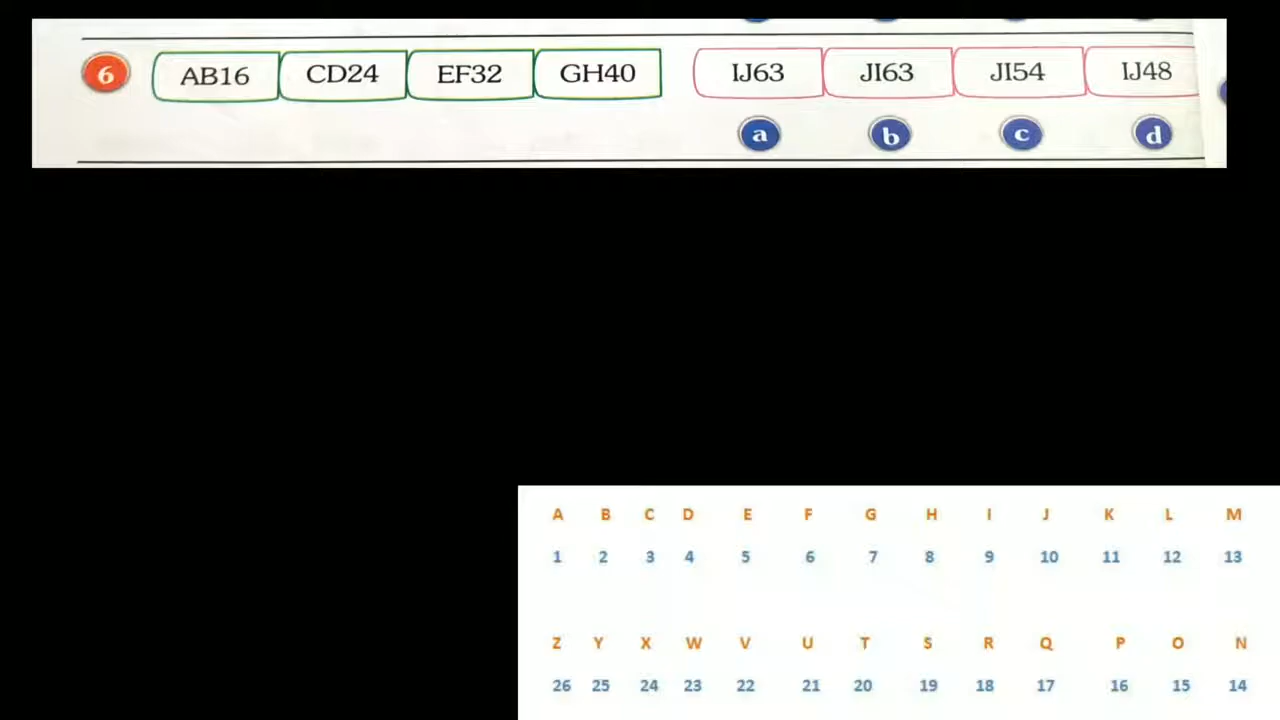 6 AB16 CD24 EF32 GH40 IJ63 JI63 JI54 IJ48
a b c d
A B C D E F G H I J K L M
1 2 3 4 5 6 7 8 9 10 11 12 13
Z Y X W V U T S R Q P O N
26 25 24 23 22 21 20 19 18 17 16 15 14